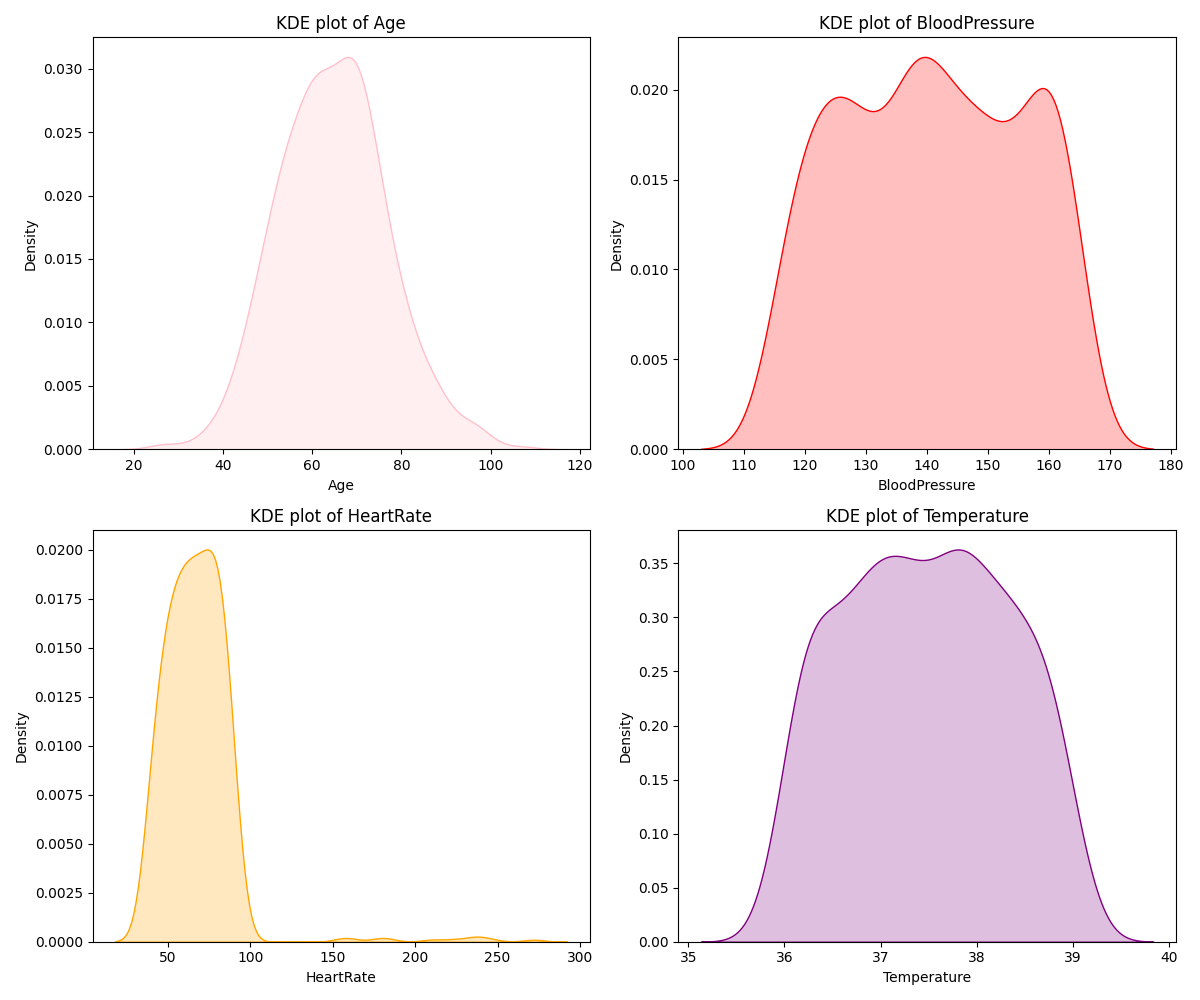 KDE plot of Age
0.030
0.025
0.020
0.015
0.010
0.005
0.000
Density
20 40 60 80 100 120
Age
KDE plot of BloodPressure
0.020
0.015
0.010
0.005
0.000
Density
100 110 120 130 140 150 160 170 180
BloodPressure
KDE plot of HeartRate
0.0200
0.0175
0.0150
0.0125
0.0100
0.0075
0.0050
0.0025
0.0000
Density
50 100 150 200 250 300
HeartRate
KDE plot of Temperature
0.35
0.30
0.25
0.20
0.15
0.10
0.05
0.00
Density
35 36 37 38 39 40
Temperature